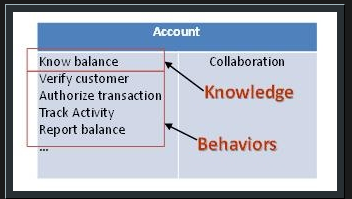 Account
Know balance
Collaboration
Verify customer
Authorize transaction
Track Activity
Report balance
...
Knowledge
Behaviors